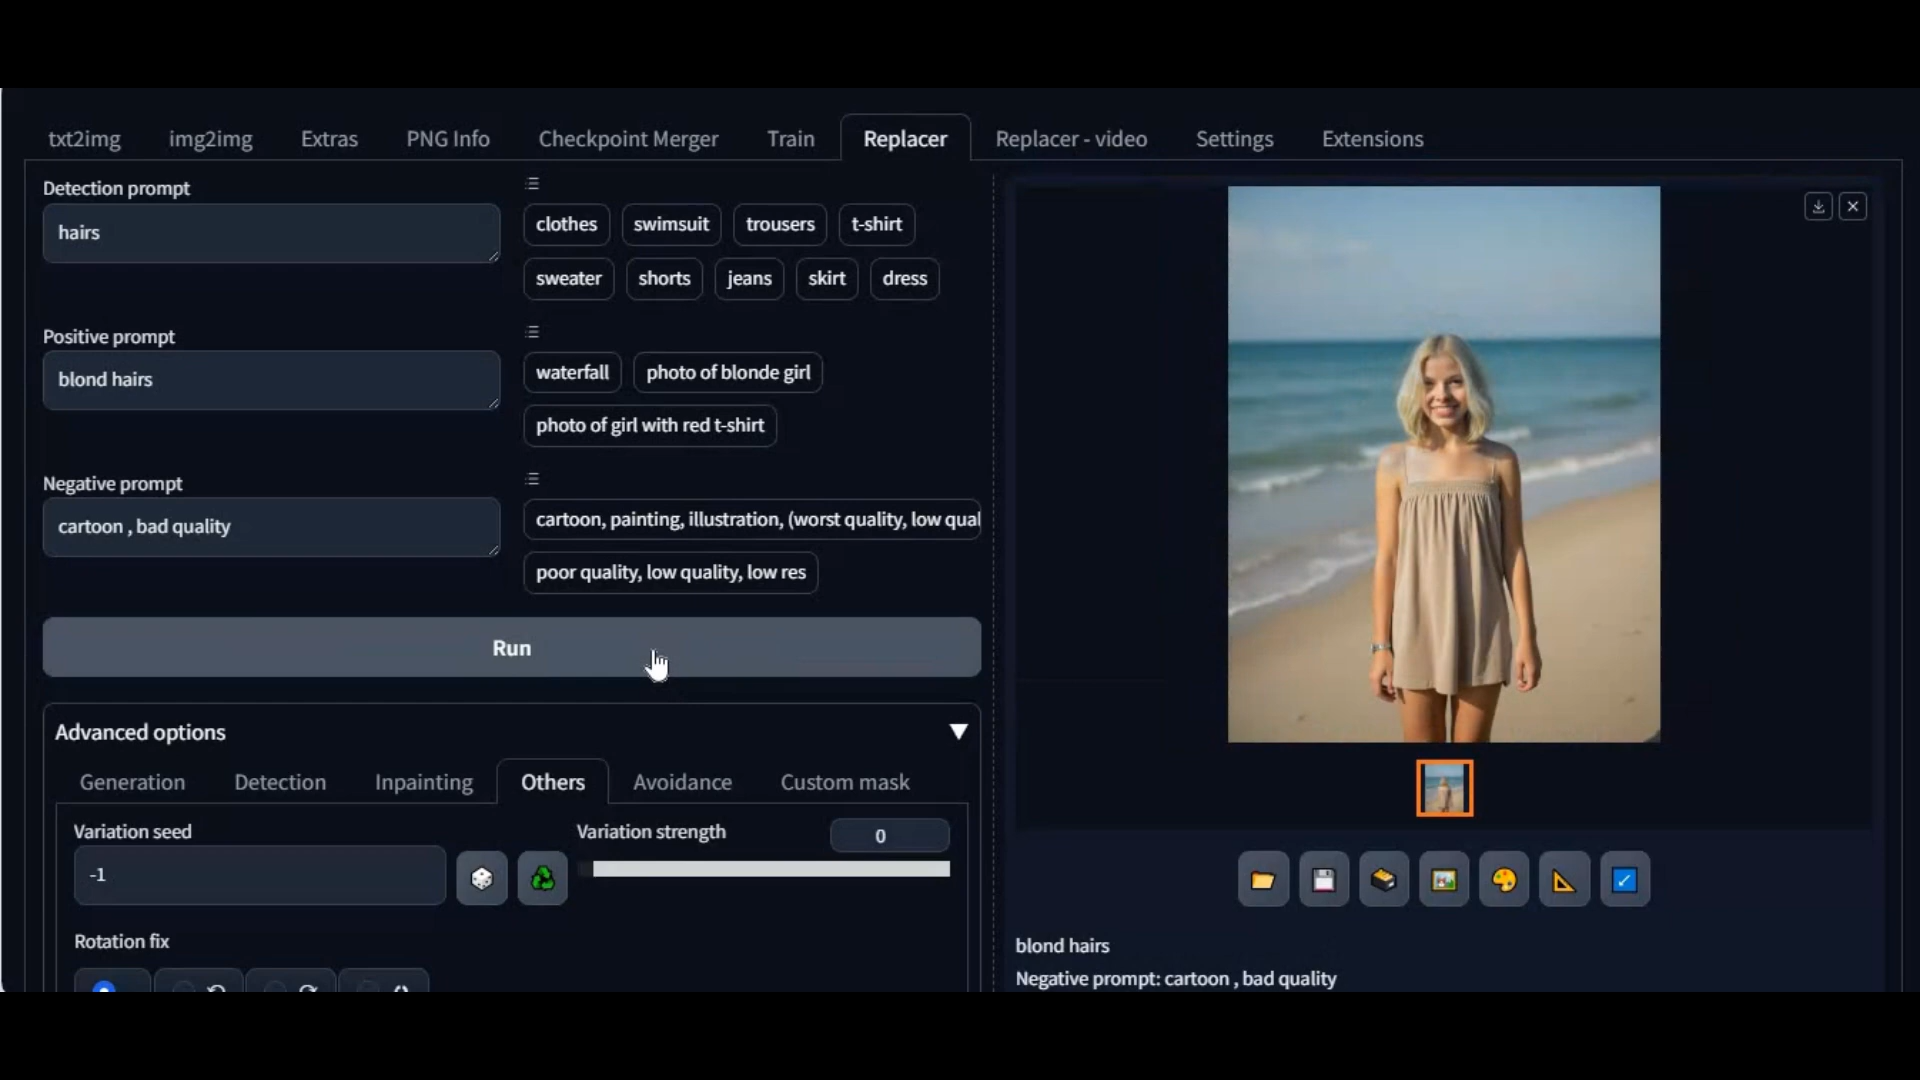 txt2img img2img Extras PNG Info Checkpoint Merger Train Replacer Replacer - video Settings Extensions
Detection prompt
hairs
clothes swimsuit trousers t-shirt
sweater shorts jeans skirt dress
Positive prompt
blond hairs
waterfall photo of blonde girl
photo of girl with red t-shirt
Negative prompt
cartoon , bad quality
cartoon, painting, illustration, (worst quality, low qual
poor quality, low quality, low res
Run
Advanced options
Generation Detection Inpainting Others Avoidance Custom mask
Variation seed
-1
Variation strength
0
Rotation fix
blond hairs
Negative prompt: cartoon , bad quality